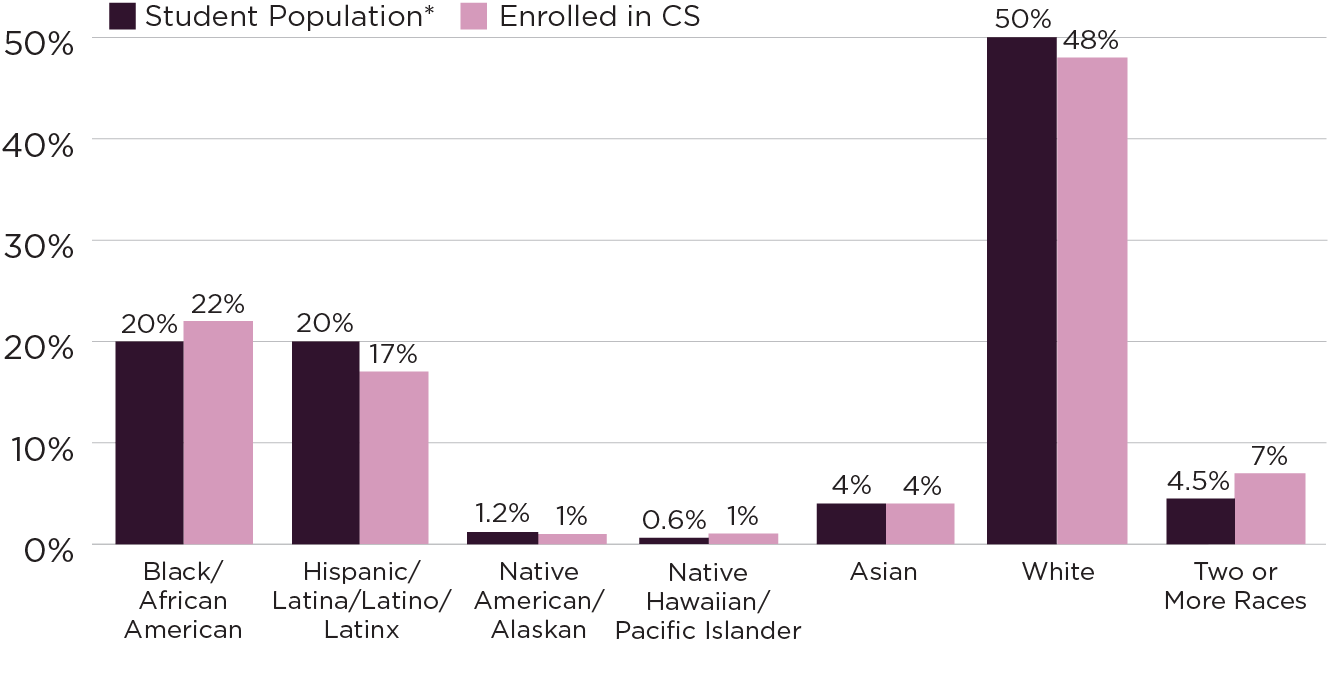 Student Population* Enrolled in CS
50%
40%
30%
20%
10%
0%
20% 22%
20% 17%
1.2% 1%
0.6% 1%
4% 4%
50% 48%
4.5% 7%
Black/
African
American
Hispanic/
Latina/Latino/
Latinx
Native
American/
Alaskan
Native
Hawaiian/
Pacific Islander
Asian
White
Two or
More Races